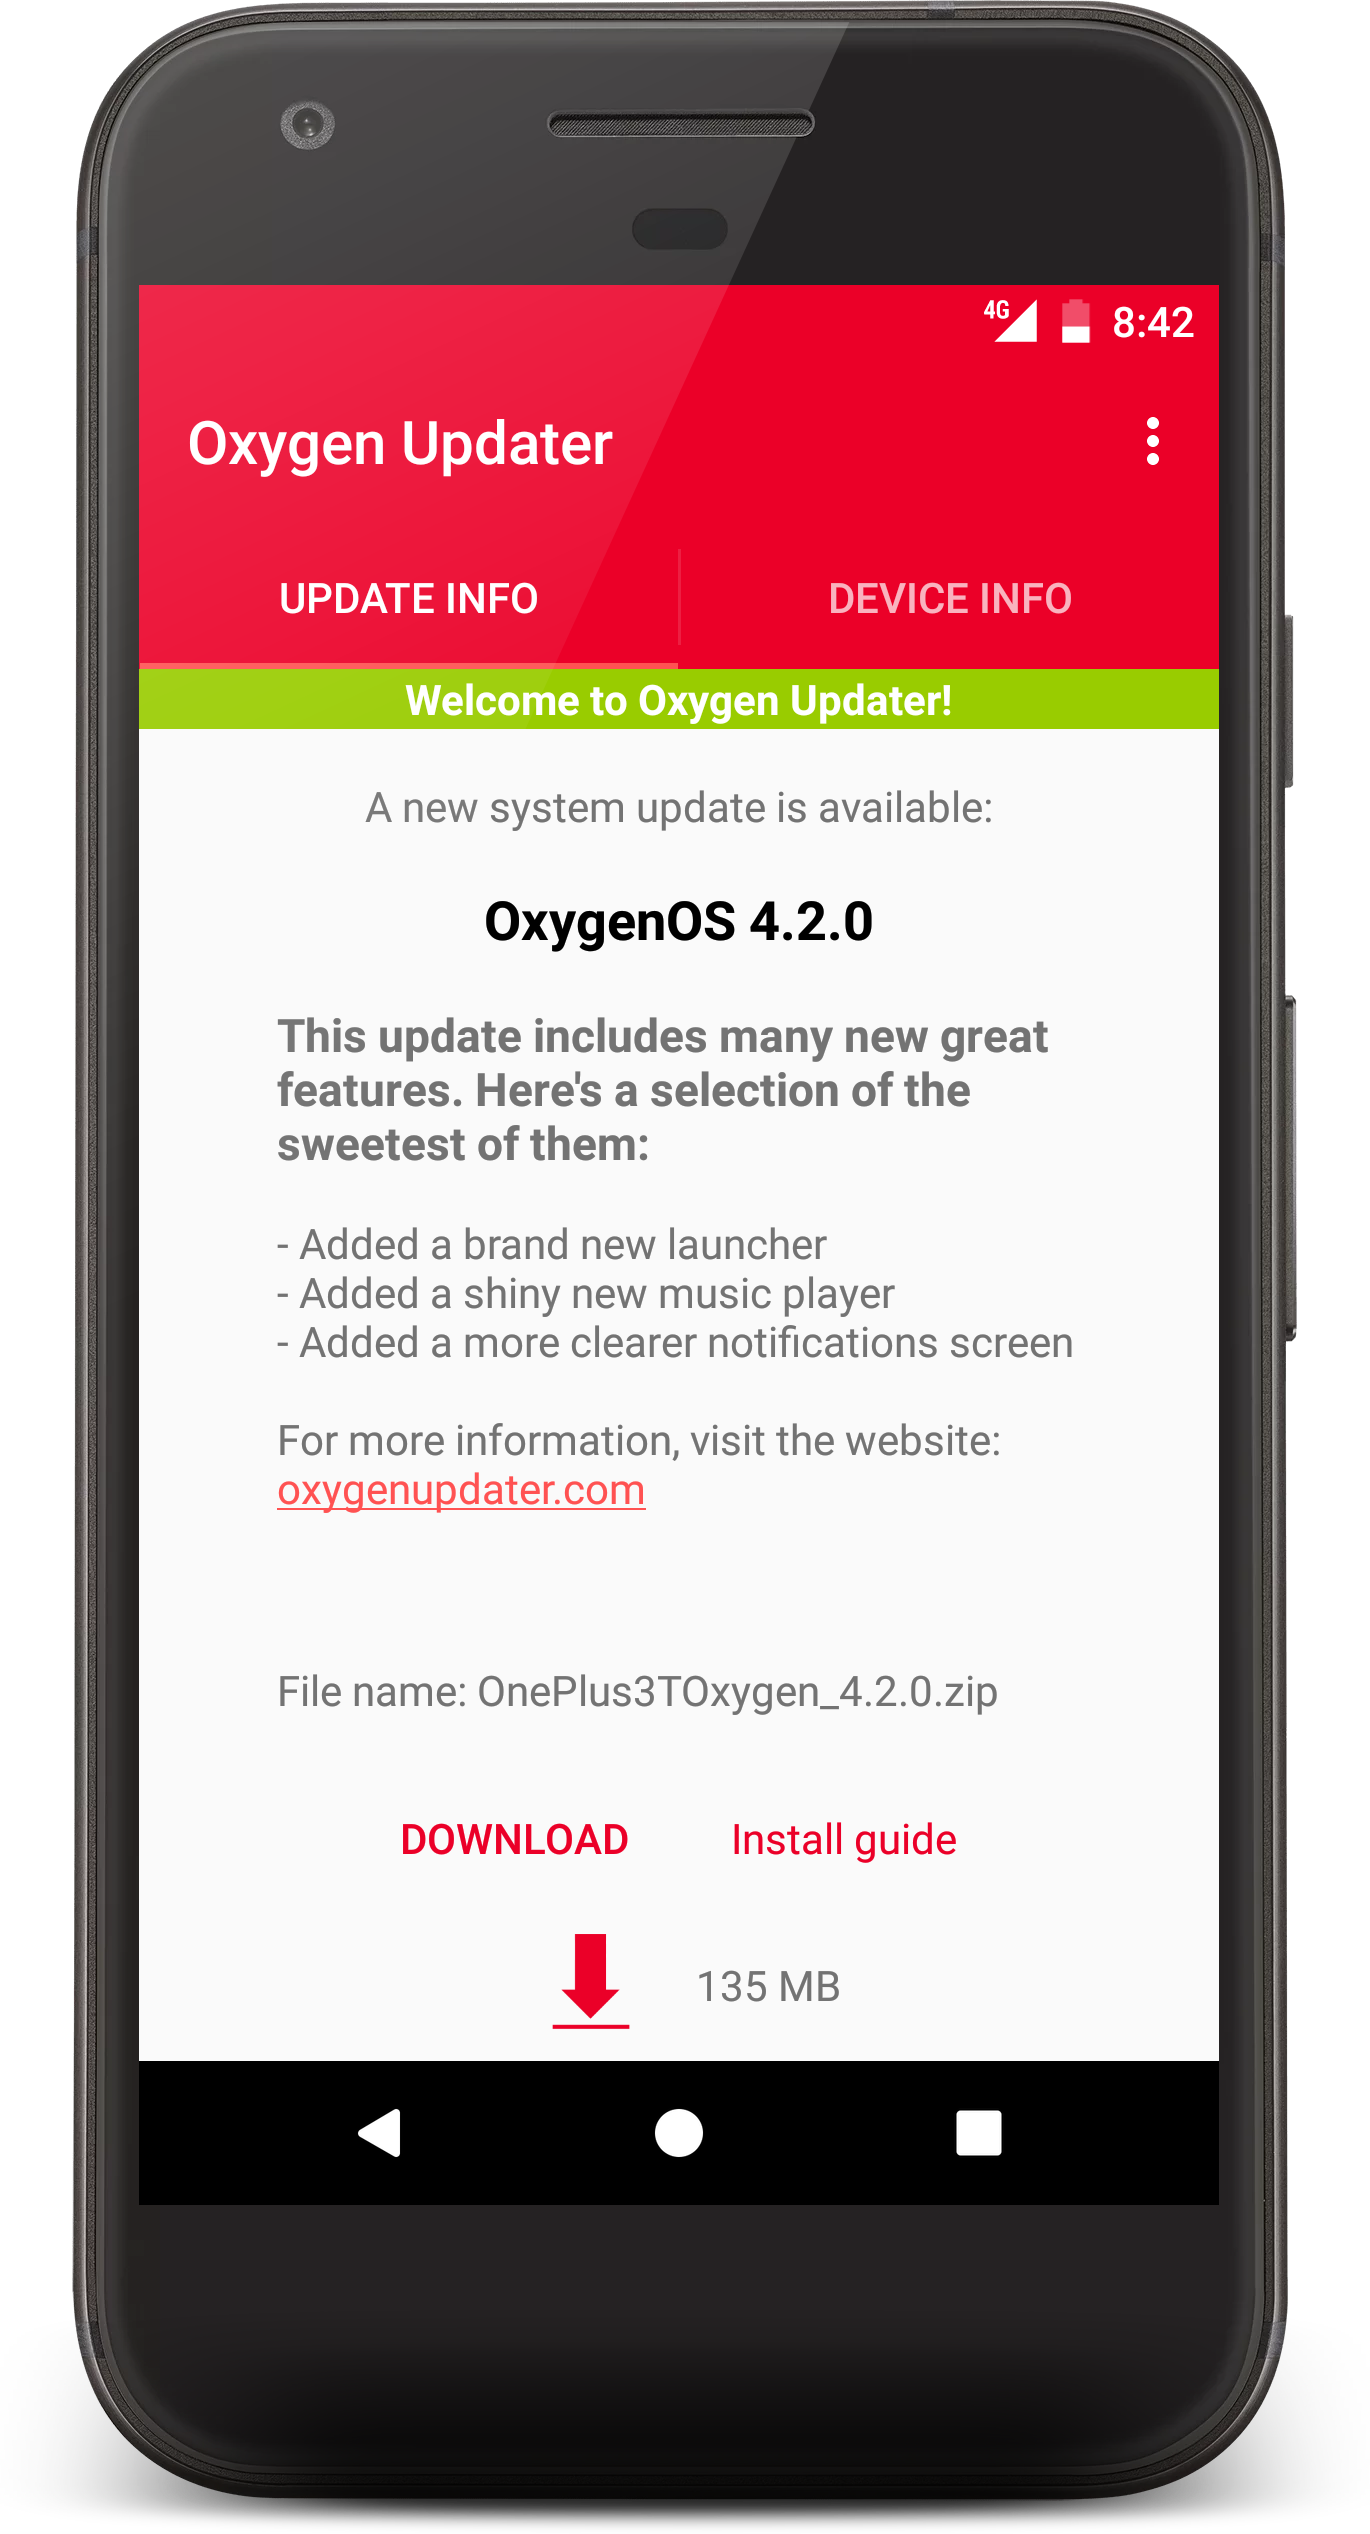 4G 8:42
Oxygen Updater
UPDATE INFO DEVICE INFO
Welcome to Oxygen Updater!
A new system update is available:
OxygenOS 4.2.0
This update includes many new great
features. Here's a selection of the
sweetest of them:
- Added a brand new launcher
- Added a shiny new music player
- Added a more clearer notifications screen
For more information, visit the website:
oxygenupdater.com
File name: OnePlus3TOxygen_4.2.0.zip
DOWNLOAD Install guide
135 MB